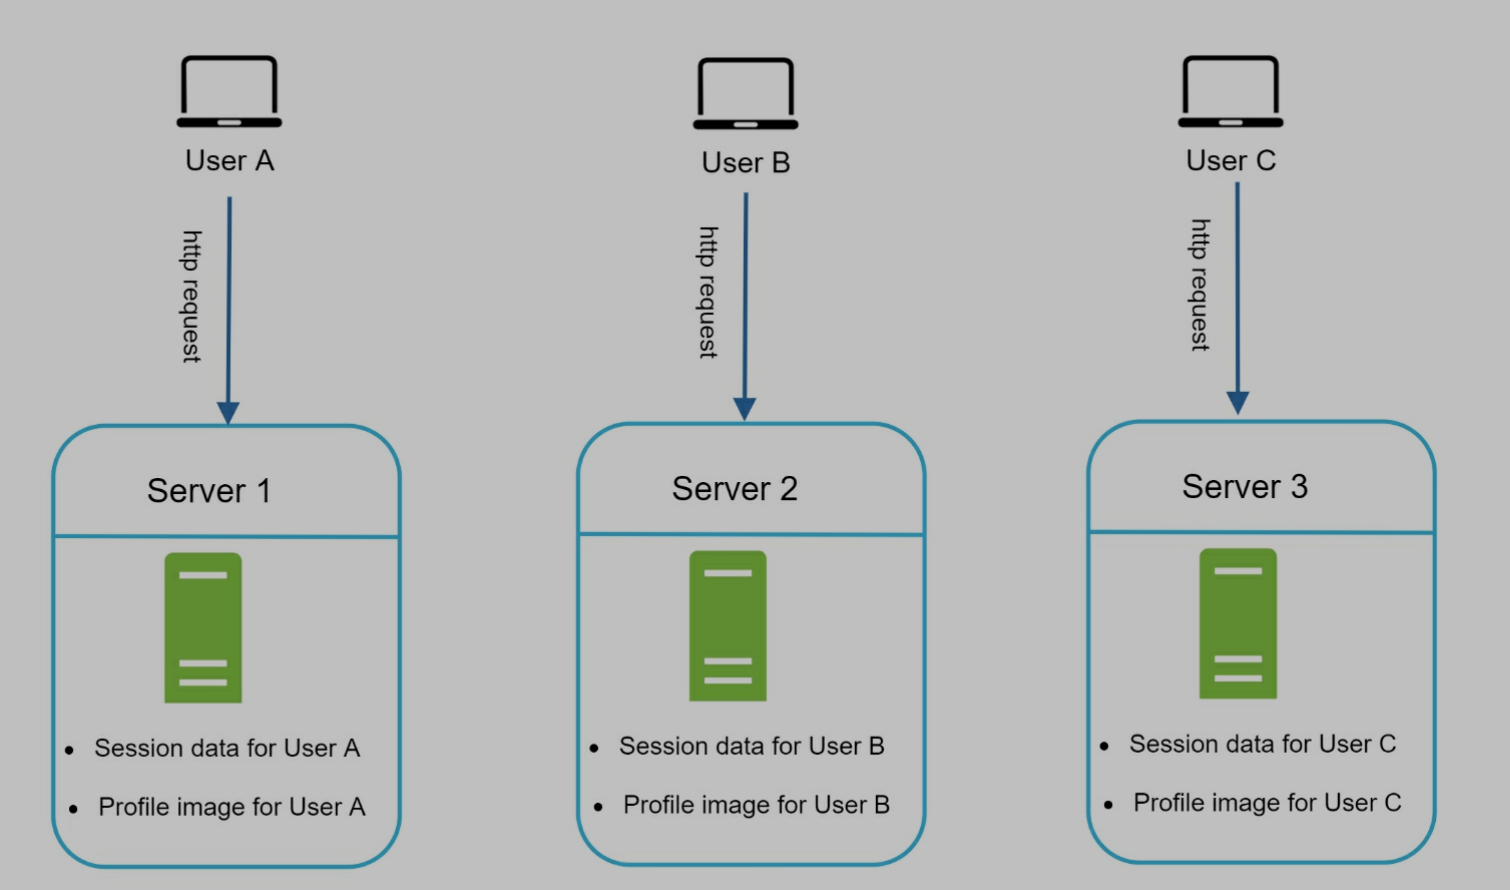 User A
User B
User C
http request
http request
http request
Server 1
Server 2
Server 3
Session data for User A
Profile image for User A
Session data for User B
Profile image for User B
Session data for User C
Profile image for User C